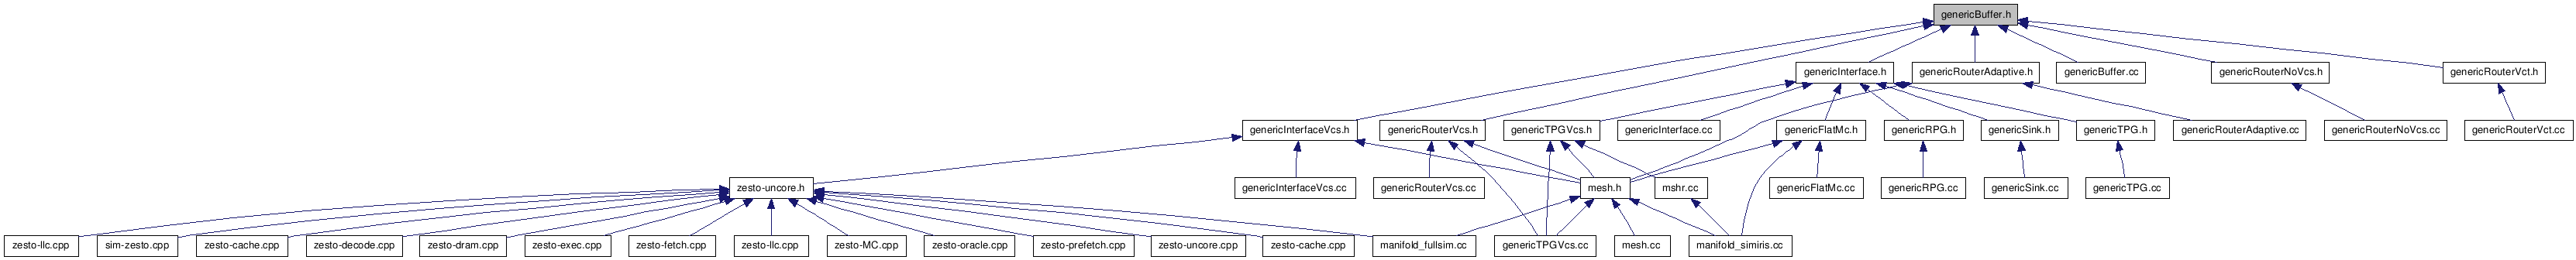 genericBuffer.h
genericInterface.h
genericRouterAdaptive.h
genericBuffer.cc
genericRouterNoVcs.h
genericRouterVct.h
genericInterfaceVcs.h
genericRouterVcs.h
genericTPGVcs.h
genericInterface.cc
genericFlatMc.h
genericRPG.h
genericSink.h
genericTPG.h
genericRouterAdaptive.cc
genericRouterNoVcs.cc
genericRouterVct.cc
zesto-uncore.h
genericInterfaceVcs.cc
genericRouterVcs.cc
mesh.h
mshr.cc
genericFlatMc.cc
genericRPG.cc
genericSink.cc
genericTPG.cc
zesto-llc.cpp
sim-zesto.cpp
zesto-cache.cpp
zesto-decode.cpp
zesto-dram.cpp
zesto-exec.cpp
zesto-fetch.cpp
zesto-llc.cpp
zesto-MC.cpp
zesto-oracle.cpp
zesto-prefetch.cpp
zesto-uncore.cpp
zesto-cache.cpp
manifold_fullsim.cc
genericTPGVcs.cc
mesh.cc
manifold_simiris.cc